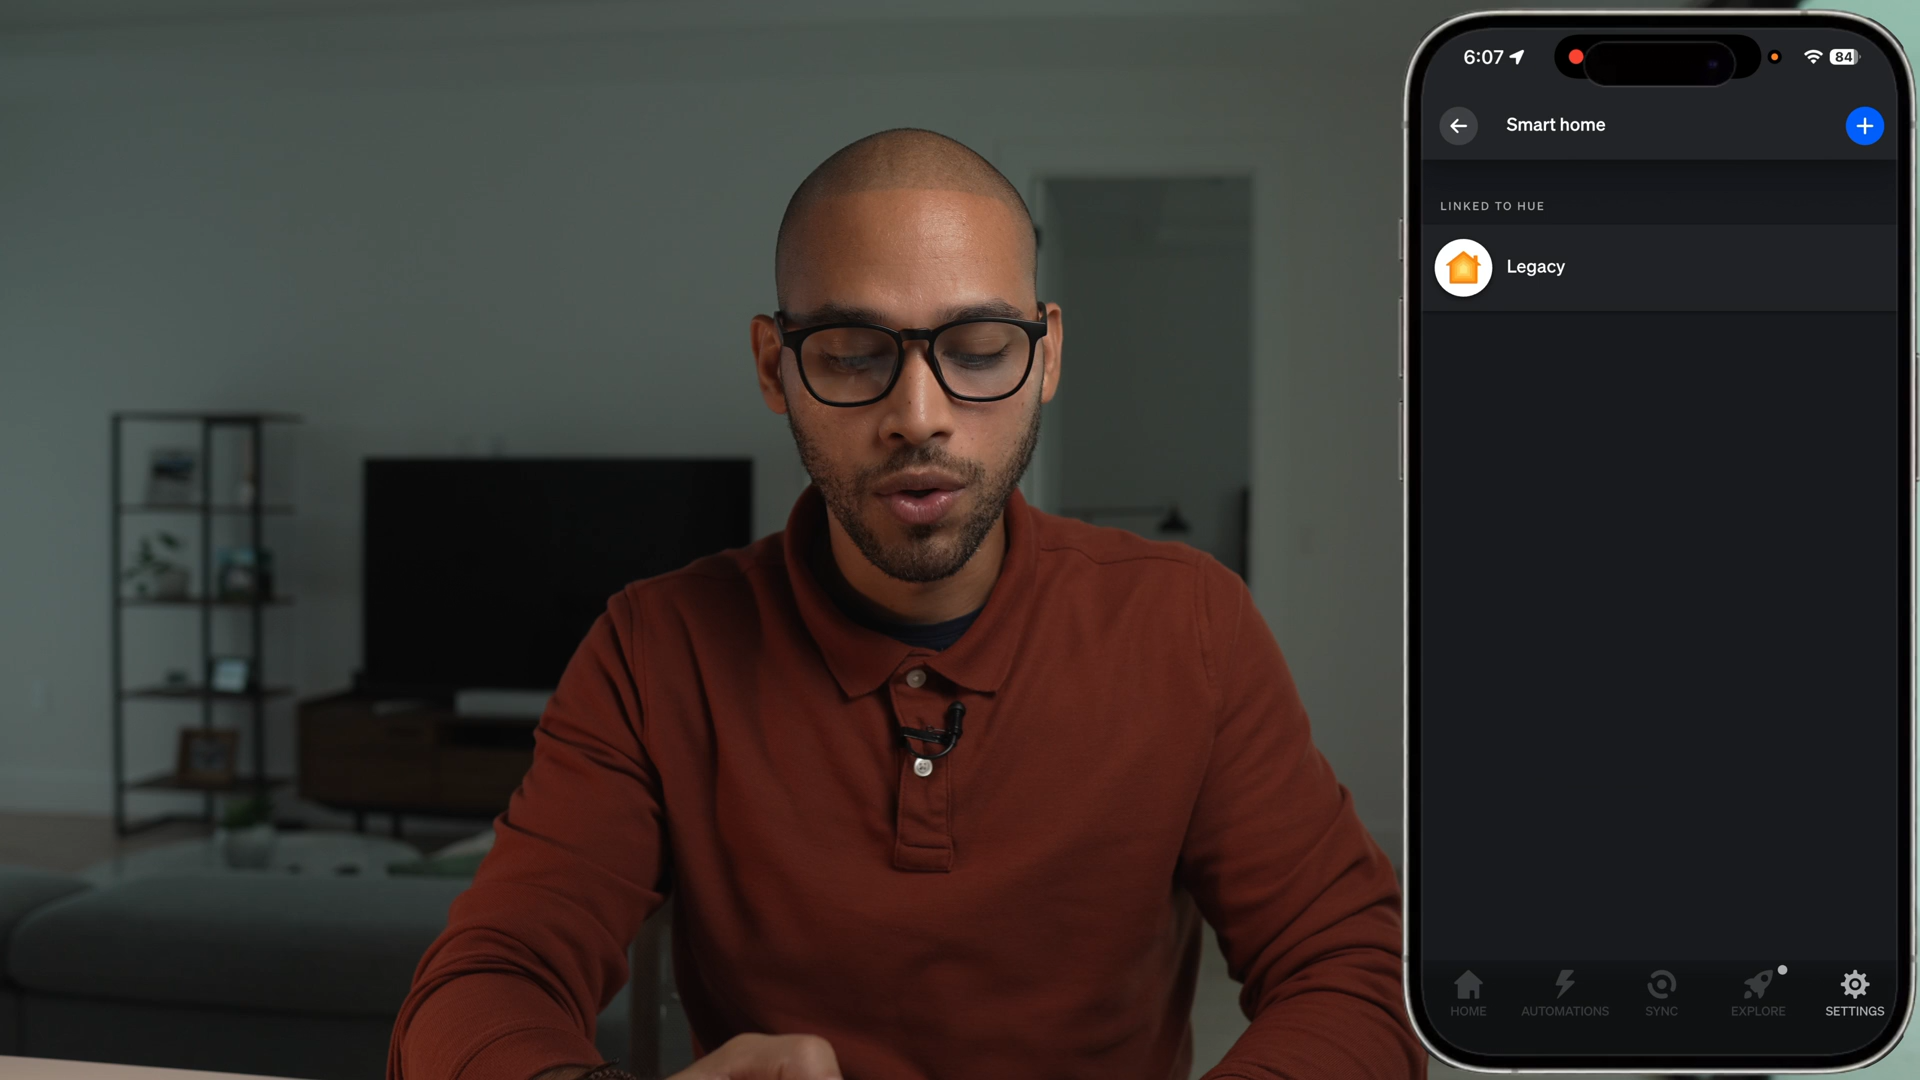 6:07
84
Smart home
LINKED TO HUE
Legacy
HOME
AUTOMATIONS
SYNC
EXPLORE
SETTINGS